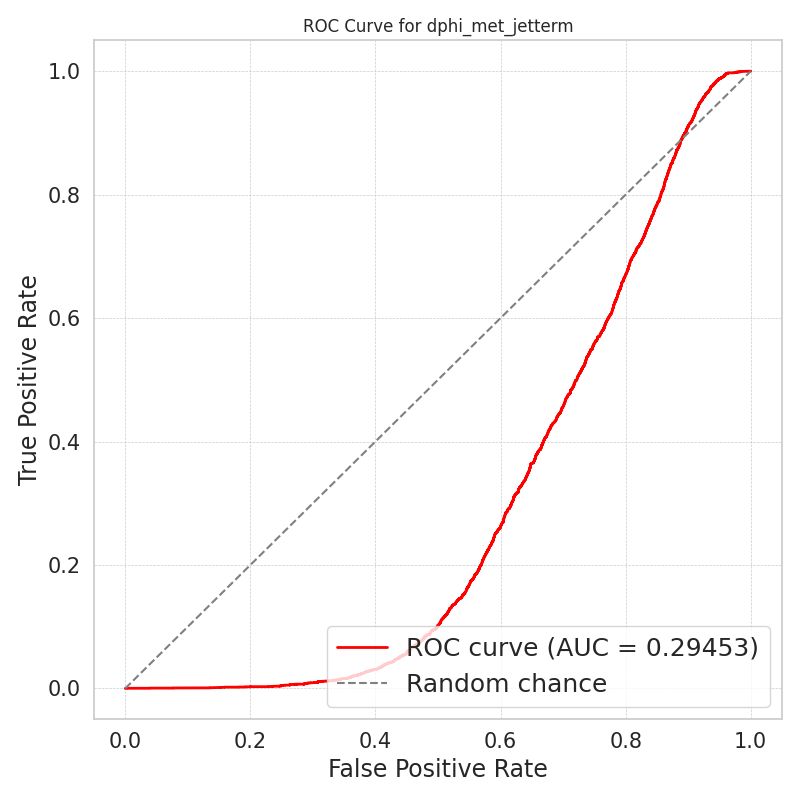 ROC Curve for dphi_met_jetterm
1.0
0.8
0.6
0.4
0.2
0.0
True Positive Rate
ROC curve (AUC = 0.29453)
Random chance
0.0 0.2 0.4 0.6 0.8 1.0
False Positive Rate